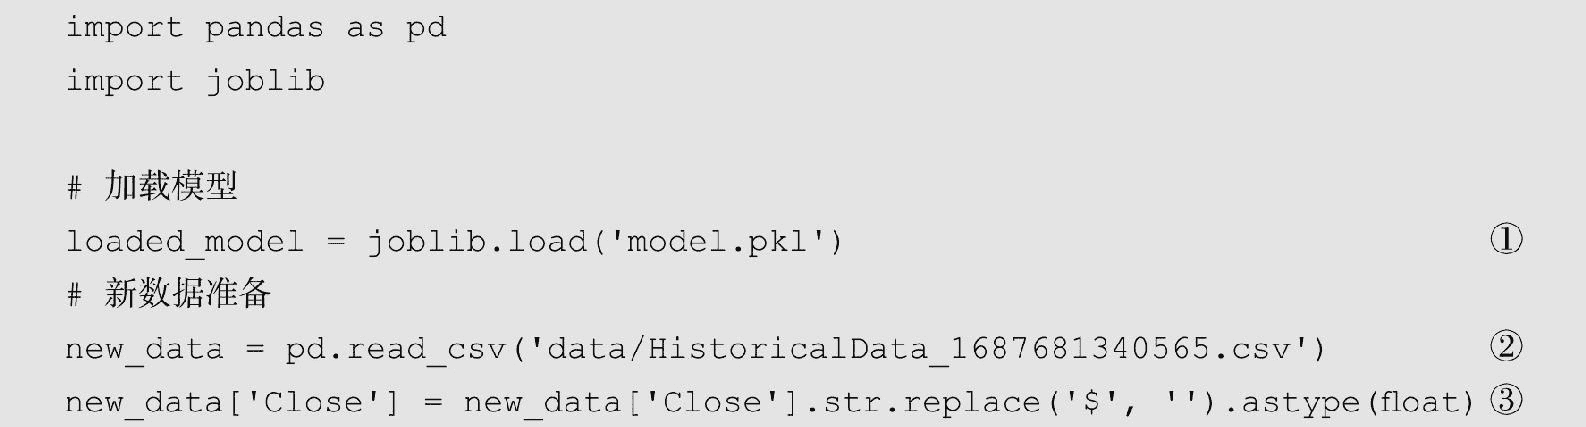 import pandas as pd
import joblib
# 加载模型
loaded_model = joblib.load('model.pkl') ①
# 新数据准备
new_data = pd.read_csv('data/HistoricalData_1687681340565.csv') ②
new_data['Close'] = new_data['Close'].str.replace('$', '').astype(float) ③